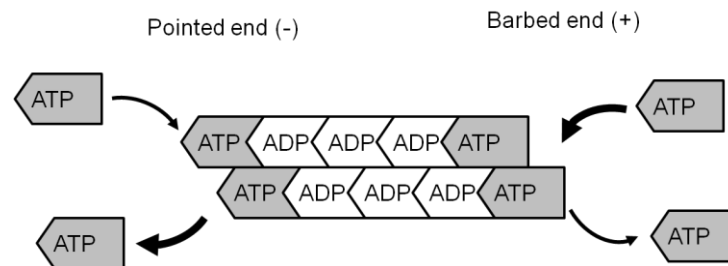 Pointed end (-)
Barbed end (+)
ATP
ATP
ATP ADP ADP ADP ATP
ATP ADP ADP ADP ATP
ATP
ATP